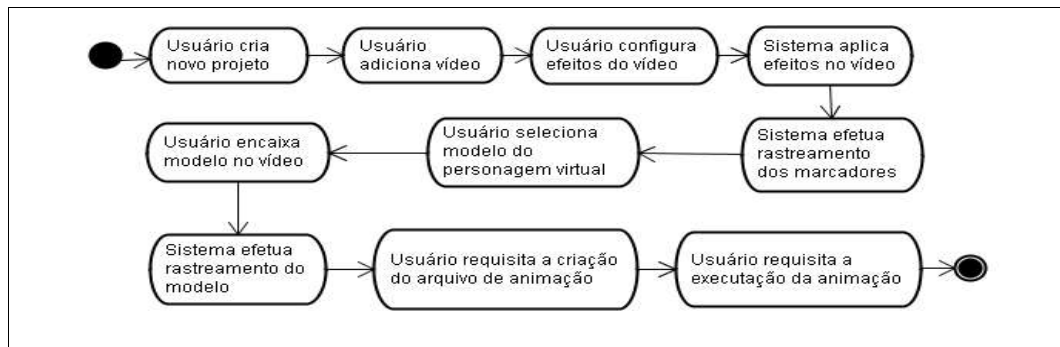 Usuário cria
novo projeto
Usuário
adiciona vídeo
Usuário configura
efeitos do vídeo
Sistema aplica
efeitos no vídeo
Sistema efetua
rastreamento
dos marcadores
Usuário seleciona
modelo do
personagem virtual
Usuário encaixa
modelo no vídeo
Sistema efetua
rastreamento do
modelo
Usuário requisita a criação
do arquivo de animação
Usuário requisita a
executação da animação